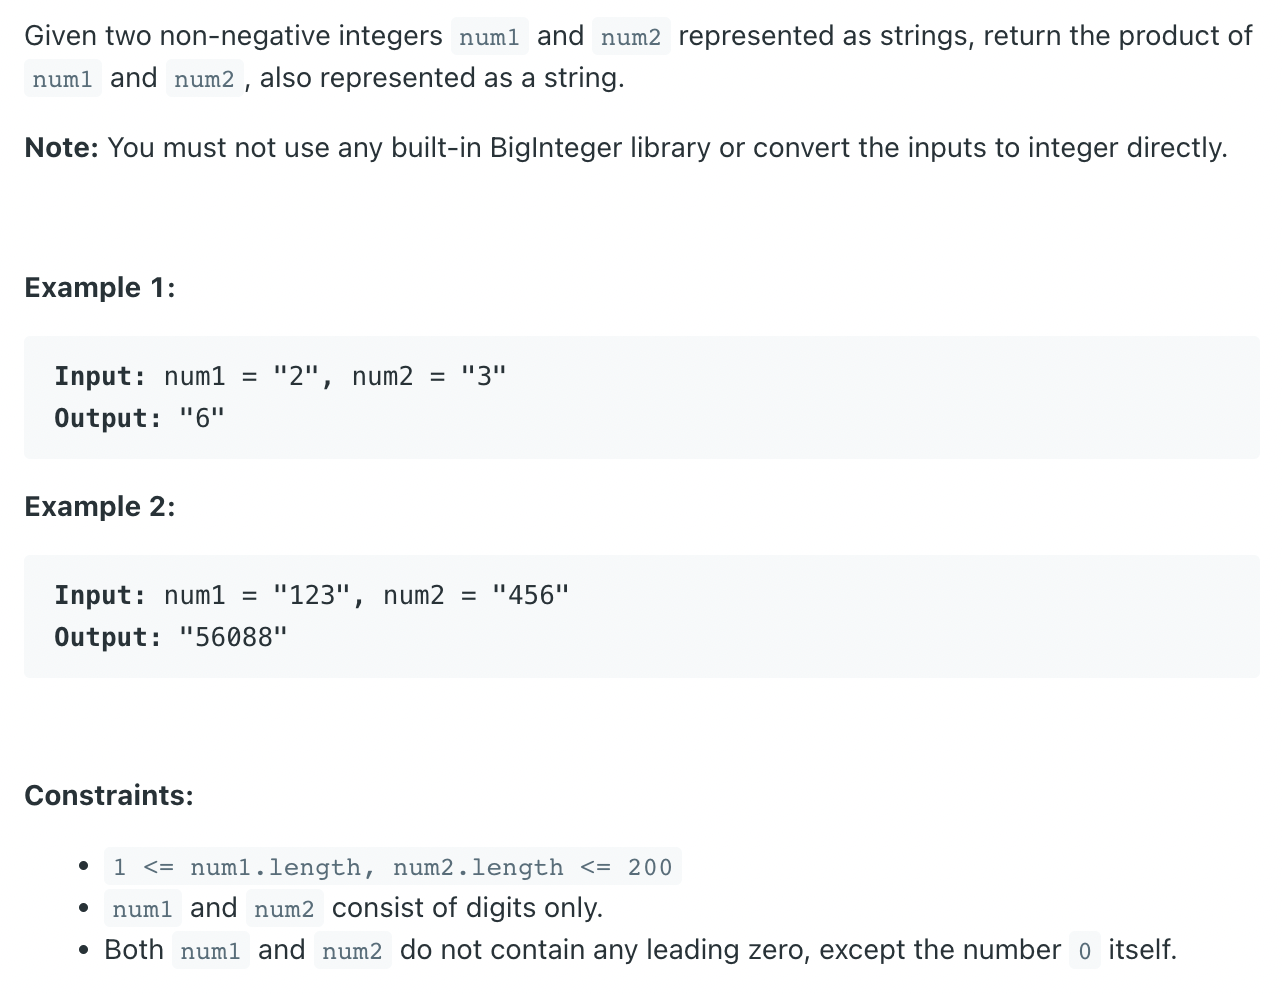 Given two non-negative integers num1 and num2 represented as strings, return the product of
num1 and num2, also represented as a string.
Note: You must not use any built-in BigInteger library or convert the inputs to integer directly.
Example 1:
Input: num1 = "2", num2 = "3"
Output: "6"
Example 2:
Input: num1 = "123", num2 = "456"
Output: "56088"
Constraints:
• 1 <= num1.length, num2.length <= 200
• num1 and num2 consist of digits only.
• Both num1 and num2 do not contain any leading zero, except the number 0 itself.